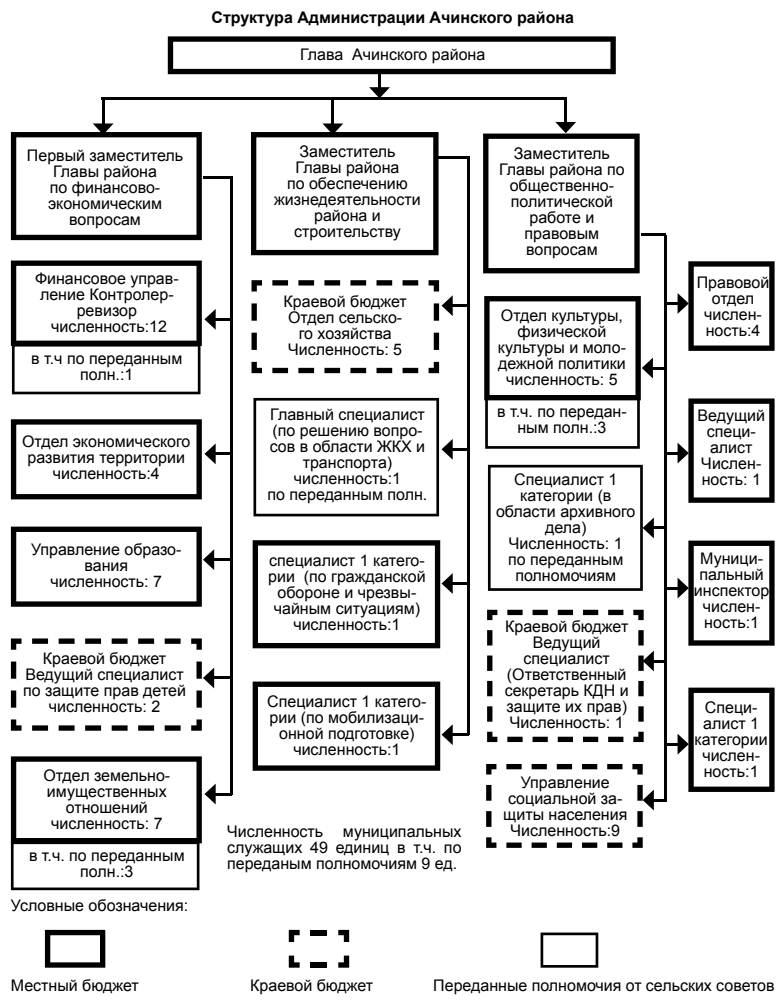 Структура Администрации Ачинского района
Глава Ачинского района
Первый заместитель
Главы района
по финансово-
экономическим
вопросам
Финансовое управ-
ление Контролер-
ревизор
численность:12
в т.ч по переданным
полн.:1
Отдел экономического
развития территории
численность:4
Управление образо-
вания
численность: 7
Краевой бюджет
Ведущий специалист
по защите прав детей
численность: 2
Отдел земельно-
имущественных
отношений
численность: 7
в т.ч. по переданным
полн.:3
Заместитель
Главы района
по обеспечению
жизнедеятельности
района и
строительству
Краевой бюджет
Отдел сельско-
го хозяйства
Численность: 5
Главный специалист
(по решению вопро-
сов в области ЖКХ и
транспорта)
численность:1
по переданным полн.
специалист 1 катего-
рии (по гражданской
обороне и чрезвы-
чайным ситуациям)
численность:1
Специалист 1 катего-
рии (по мобилизаци-
онной подготовке)
численность:1
Заместитель
Главы района по
общественно-
политической
работе и
правовым
вопросам
Отдел культуры,
физической
культуры и моло-
дежной политики
численность: 5
в т.ч. по передан-
ным полн.:3
Специалист 1
категории (в
области архивного
дела)
Численность: 1
по переданным
полномочиям
Краевой бюджет
Ведущий
специалист
(Ответственный
секретарь КДН и
защите их прав)
Численность: 1
Управление
социальной за-
щиты населения
Численность:9
Правовой
отдел
числен-
ность:4
Ведущий
специ-
алист
Числен-
ность: 1
Муници-
пальный
инспектор
числен-
ность:1
Специ-
алист 1
категории
числен-
ность:1
Численность муниципальных
служащих 49 единиц в т.ч. по
переданым полномочиям 9 ед.
Условные обозначения:
Местный бюджет
Краевой бюджет
Переданные полномочия от сельских советов